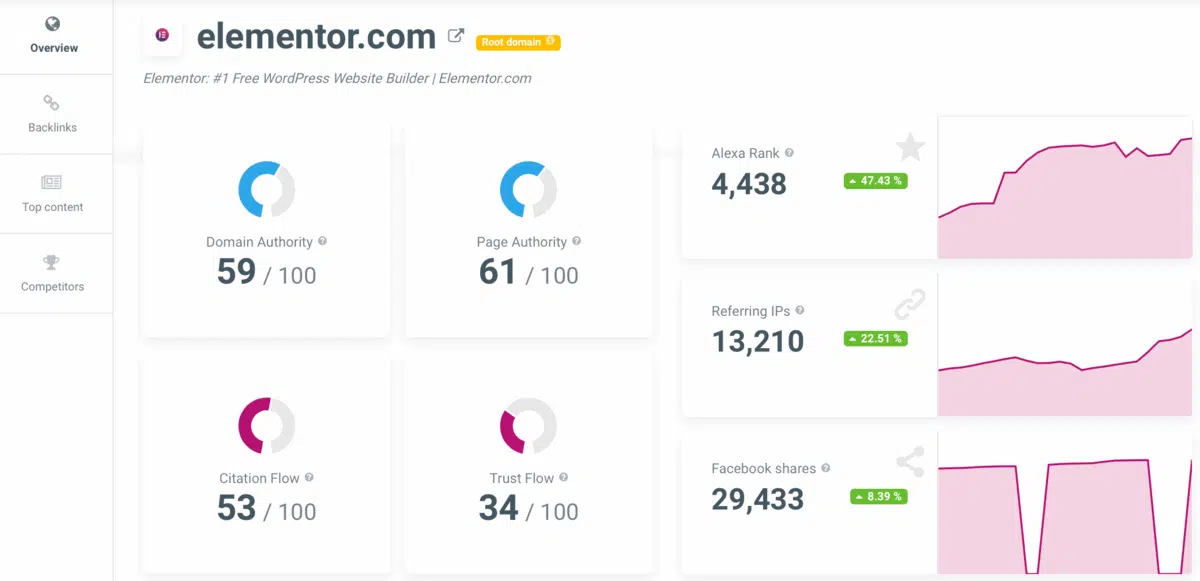 Overview
Backlinks
Top content
Competitors
elementor.com
Root domain
Elementor: #1 Free WordPress Website Builder | Elementor.com
Domain Authority
59 / 100
Page Authority
61 / 100
Citation Flow
53 / 100
Trust Flow
34 / 100
Alexa Rank
4,438
47.43 %
Referring IPs
13,210
22.51 %
Facebook shares
29,433
8.39 %